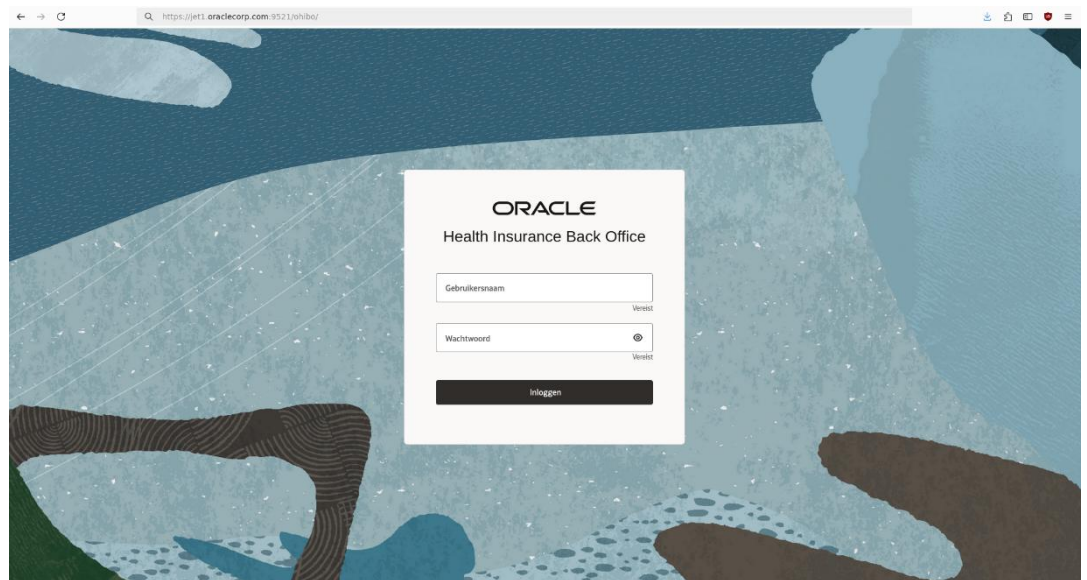 https://jet1.oraclecorp.com:9521/ohibo/
ORACLE
Health Insurance Back Office
Gebruikersnaam
Vereist
Wachtwoord
Vereist
Inloggen